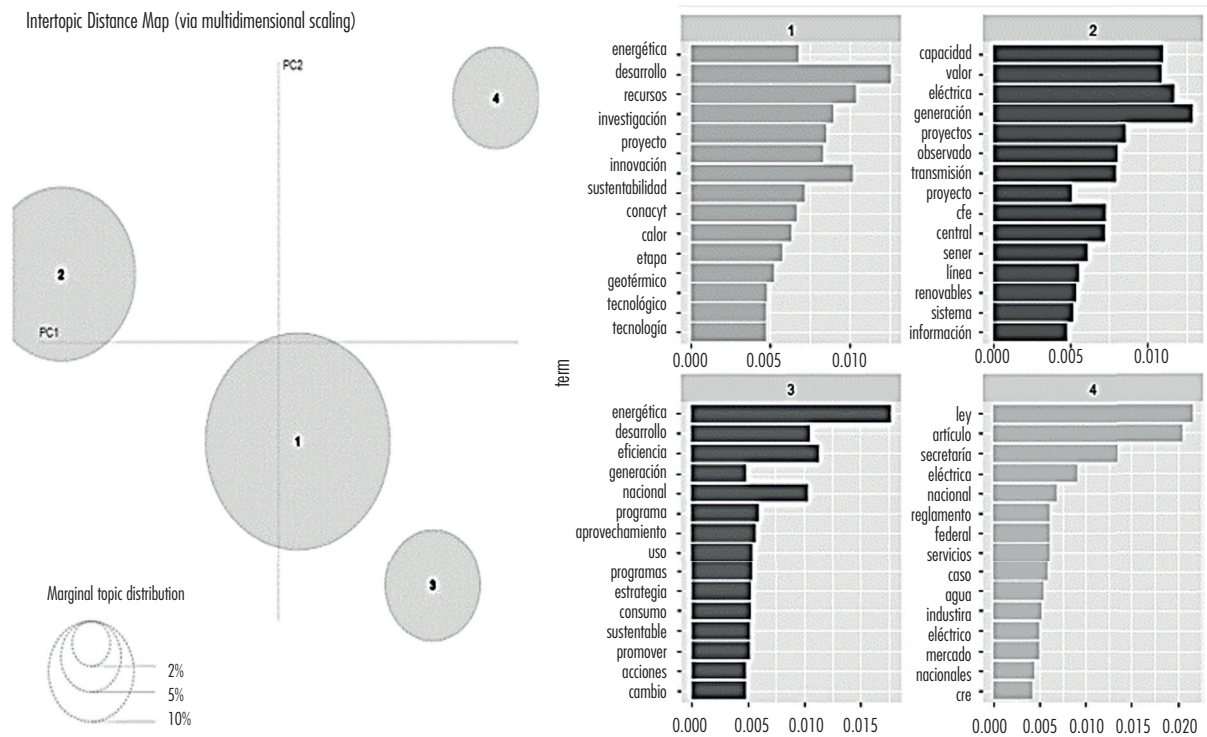 Intertopic Distance Map (via multidimensional scaling)
PC2
4
2
PC1
1
3
Marginal topic distribution
2%
5%
10%
term
1
energética
desarrollo
recursos
investigación
proyecto
innovación
sustentabilidad
conacyt
calor
etapa
geotérmico
tecnológico
tecnología
0.000 0.005 0.010
2
capacidad
valor
eléctrica
generación
proyectos
observado
transmisión
proyecto
cfe
central
sener
línea
renovables
sistema
información
0.000 0.005 0.010
3
energética
desarrollo
eficiencia
generación
nacional
programa
aprovechamiento
uso
programas
estrategia
consumo
sustentable
promover
acciones
cambio
0.000 0.005 0.010 0.015
4
ley
artículo
secretaría
eléctrica
nacional
reglamento
federal
servicios
caso
agua
industira
eléctrico
mercado
nacionales
cre
0.000 0.005 0.010 0.015 0.020